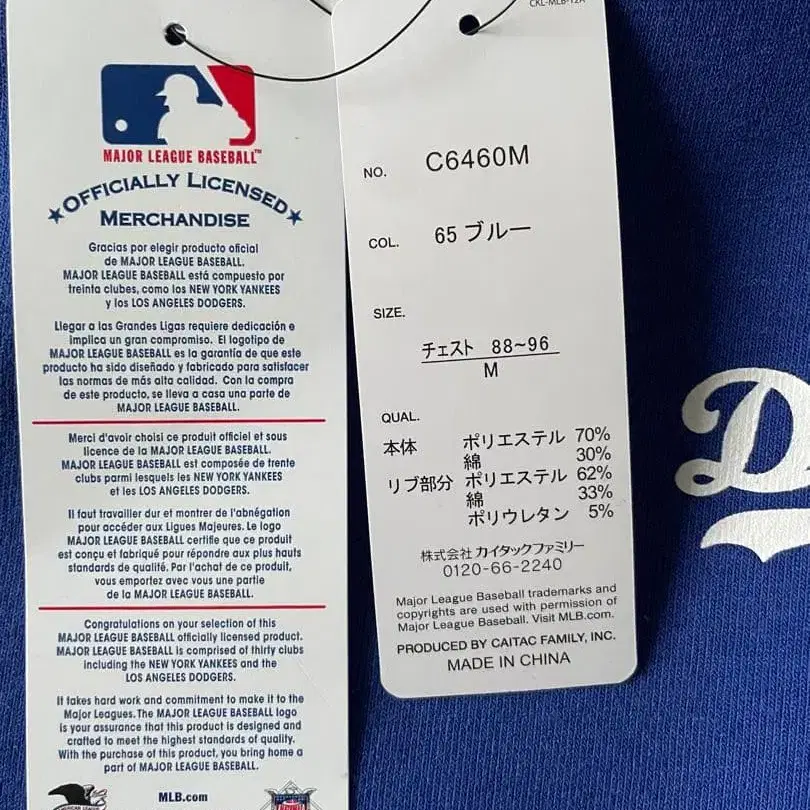 MAJOR LEAGUE BASEBALL™
OFFICIALLY LICENSED
MERCHANDISE
Gracias por elegir producto oficial
de MAJOR LEAGUE BASEBALL.
MAJOR LEAGUE BASEBALL está compuesto por
treinta clubes, como los NEW YORK YANKEES
y los LOS ANGELES DODGERS.
Llegar a las Grandes Ligas requiere dedicación e
implica un gran compromiso. El logotipo de
MAJOR LEAGUE BASEBALL es la garantía de que este
producto ha sido diseñado y fabricado para satisfacer
las normas de más alta calidad. Con la compra
de este producto, se lleva a casa una parte de
MAJOR LEAGUE BASEBALL.
Merci d'avoir choisi ce produit officiel et sous
licence de la MAJOR LEAGUE BASEBALL.
MAJOR LEAGUE BASEBALL est composée de trente
clubs parmi lesquels les NEW YORK YANKEES
et les LOS ANGELES DODGERS.
Il faut travailler dur et montrer de l'abnégation
pour accéder aux Ligues Majeures. Le logo
MAJOR LEAGUE BASEBALL certifie que ce produit
est conçu et fabriqué pour répondre aux plus hauts
standards de qualité. Par l'achat de ce produit,
vous emportez avec vous une partie
de la MAJOR LEAGUE BASEBALL.
Congratulations on your selection of this
MAJOR LEAGUE BASEBALL officially licensed product.
MAJOR LEAGUE BASEBALL is comprised of thirty clubs
including the NEW YORK YANKEES and the
LOS ANGELES DODGERS.
It takes hard work and commitment to make it to the
Major Leagues. The MAJOR LEAGUE BASEBALL logo
is your assurance that this product is designed and
crafted to meet the highest standards of quality.
With the purchase of this product, you bring home a
part of MAJOR LEAGUE BASEBALL.
MLB.com
CKL-MLB-12A
NO. C6460M
COL. 65 ブルー
SIZE.
チェスト 88~96
M
QUAL.
本体 ポリエステル 70%
綿 30%
リブ部分 ポリエステル 62%
綿 33%
ポリウレタン 5%
株式会社 カイタックファミリー
0120-66-2240
Major League Baseball trademarks and
copyrights are used with permission of
Major League Baseball. Visit MLB.com.
PRODUCED BY CAITAC FAMILY, INC.
MADE IN CHINA
D